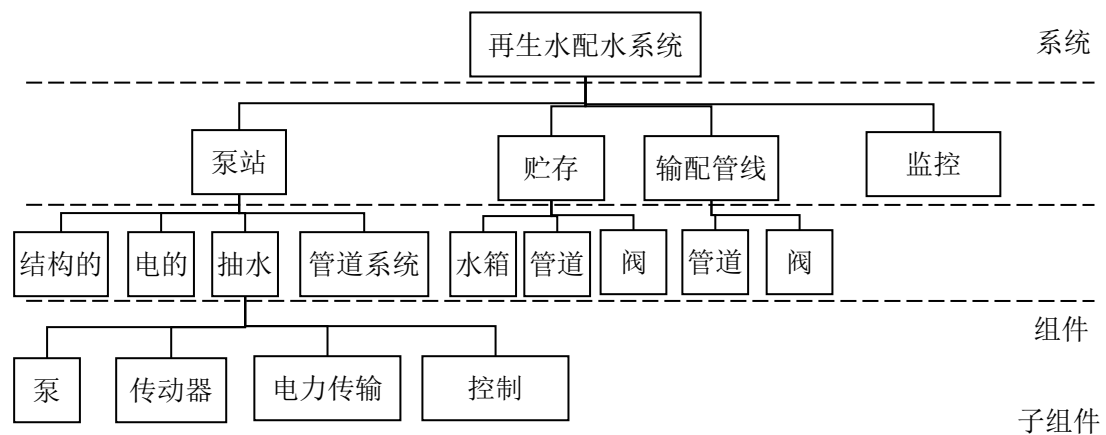 再生水配水系统
系统
泵站
贮存
输配管线
监控
结构的
电的
抽水
管道系统
水箱
管道
阀
管道
阀
组件
泵
传动器
电力传输
控制
子组件